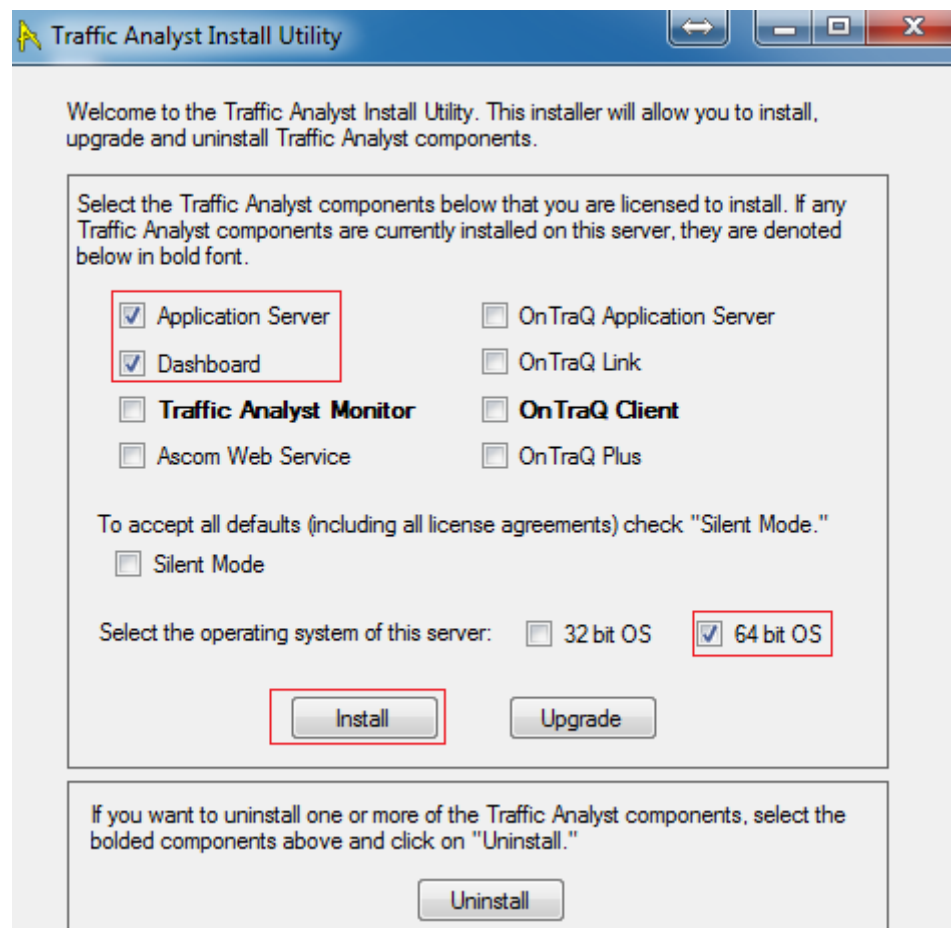 Traffic Analyst Install Utility
Welcome to the Traffic Analyst Install Utility. This installer will allow you to install,
upgrade and uninstall Traffic Analyst components.
Select the Traffic Analyst components below that you are licensed to install. If any
Traffic Analyst components are currently installed on this server, they are denoted
below in bold font.
Application Server
OnTraQ Application Server
Dashboard
OnTraQ Link
Traffic Analyst Monitor
OnTraQ Client
Ascom Web Service
OnTraQ Plus
To accept all defaults (including all license agreements) check "Silent Mode."
Silent Mode
Select the operating system of this server:
32 bit OS
64 bit OS
Install
Upgrade
If you want to uninstall one or more of the Traffic Analyst components, select the
bolded components above and click on "Uninstall."
Uninstall